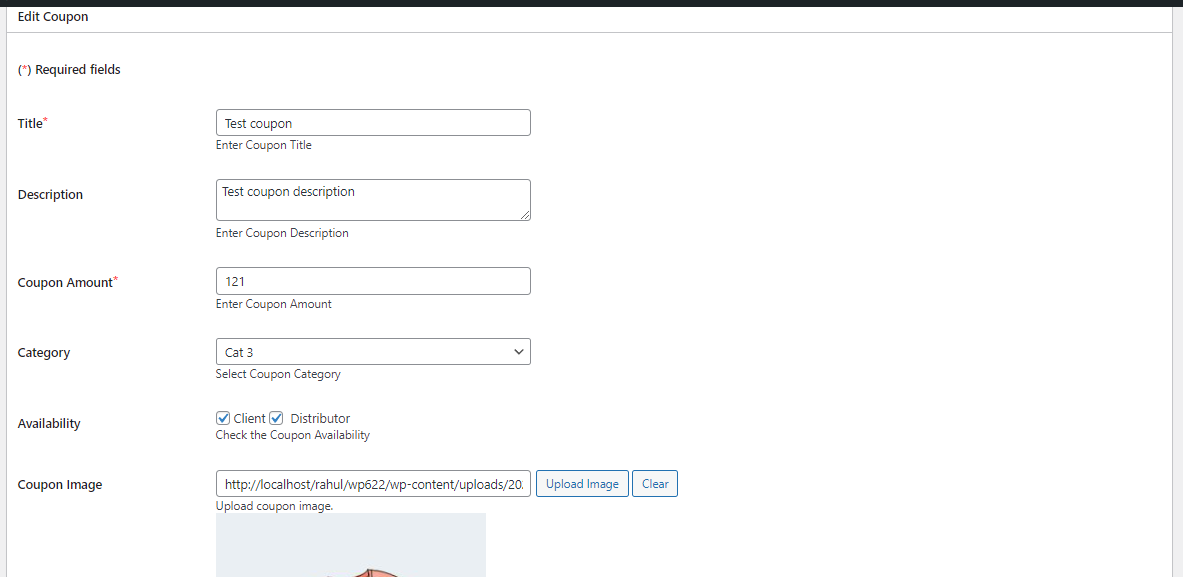 Edit Coupon
(*) Required fields
Title*
Test coupon
Enter Coupon Title
Description
Test coupon description
Enter Coupon Description
Coupon Amount*
121
Enter Coupon Amount
Category
Cat 3
Select Coupon Category
Availability
Client Distributor
Check the Coupon Availability
Coupon Image
http://localhost/rahul/wp622/wp-content/uploads/20 Upload Image Clear
Upload coupon image.